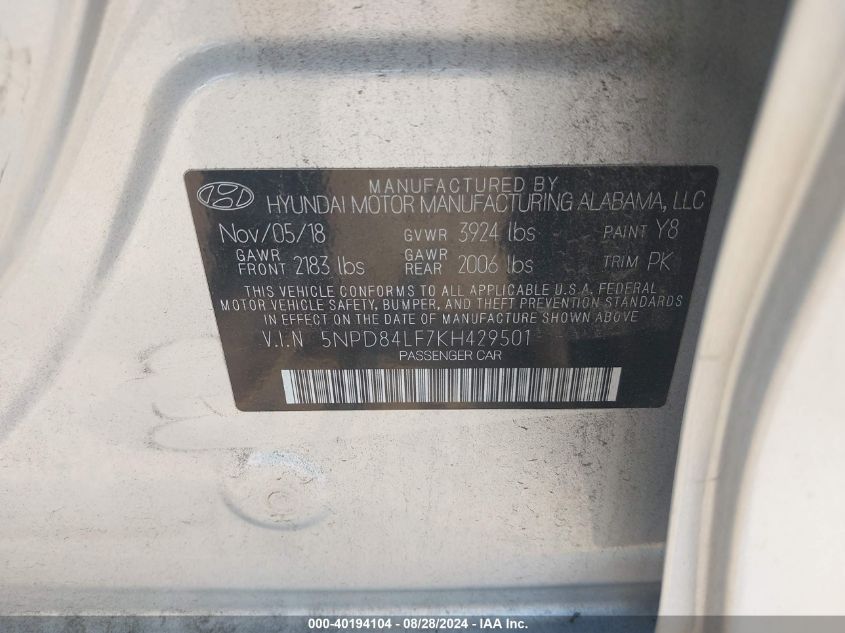 MANUFACTURED BY
HYUNDAI MOTOR MANUFACTURING ALABAMA, LLC
Nov/05/18 GVWR 3924 lbs PAINT Y8
GAWR FRONT 2183 lbs GAWR REAR 2006 lbs TRIM PK
THIS VEHICLE CONFORMS TO ALL APPLICABLE U.S.A. FEDERAL
MOTOR VEHICLE SAFETY, BUMPER, AND THEFT PREVENTION STANDARDS
IN EFFECT ON THE DATE OF MANUFACTURE SHOWN ABOVE
V.I.N 5NPD84LF7KH429501
PASSENGER CAR
000-40194104 - 08/28/2024 - IAA Inc.